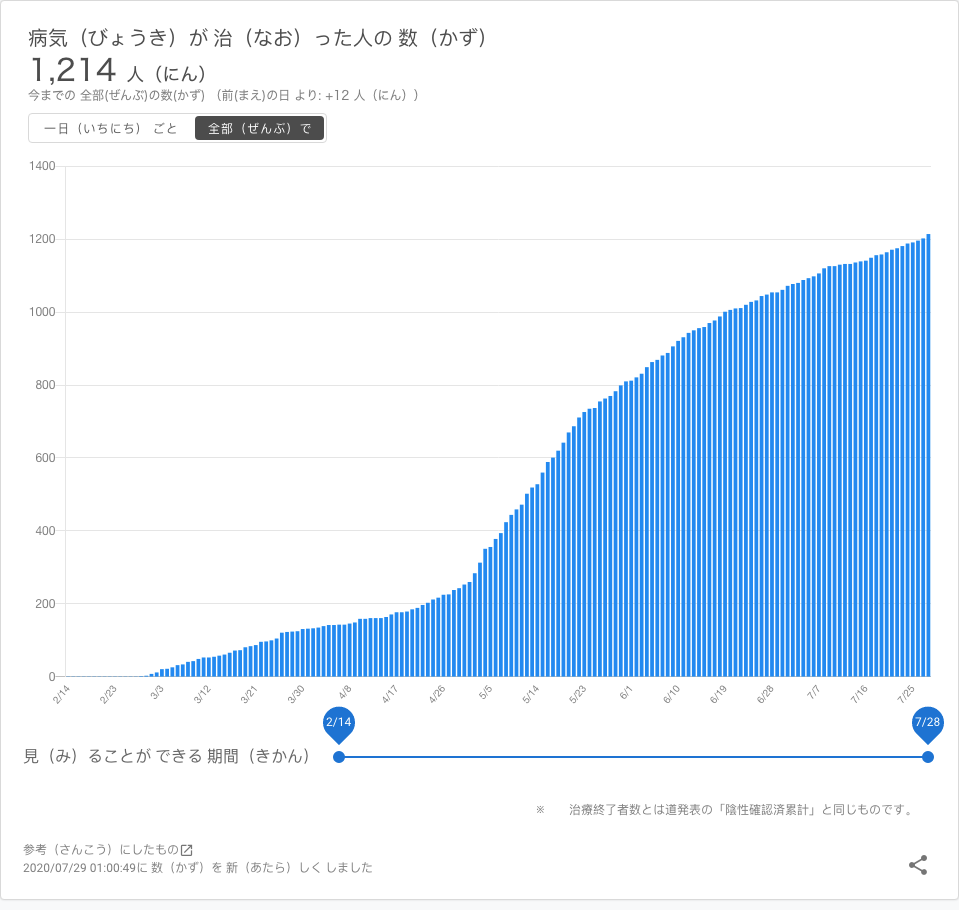 病気（びょうき）が 治（なお）った人の 数（かず）
1,214 人（にん）
今までの 全部(ぜんぶ)の数(かず) （前(まえ)の日 より: +12 人（にん））
一日（いちにち） ごと 全部（ぜんぶ）で
1400
1200
1000
800
600
400
200
0
2/14 2/23 3/3 3/12 3/21 3/30 4/8 4/17 4/26 5/5 5/14 5/23 6/1 6/10 6/19 6/28 7/7 7/16 7/25
2/14 7/28
見（み）ることが できる 期間（きかん）
※ 治療終了者数とは道発表の「陰性確認済累計」と同じものです。
参考（さんこう）にしたもの
2020/07/29 01:00:49に 数（かず）を 新（あたら）しく しました